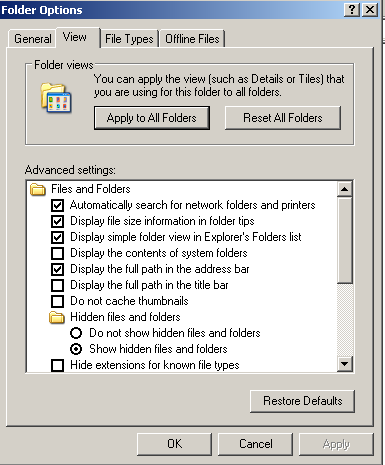 Folder Options
General View File Types Offline Files
Folder views
You can apply the view (such as Details or Tiles) that
you are using for this folder to all folders.
Apply to All Folders Reset All Folders
Advanced settings:
Files and Folders
Automatically search for network folders and printers
Display file size information in folder tips
Display simple folder view in Explorer's Folders list
Display the contents of system folders
Display the full path in the address bar
Display the full path in the title bar
Do not cache thumbnails
Hidden files and folders
Do not show hidden files and folders
Show hidden files and folders
Hide extensions for known file types
Restore Defaults
OK Cancel Apply